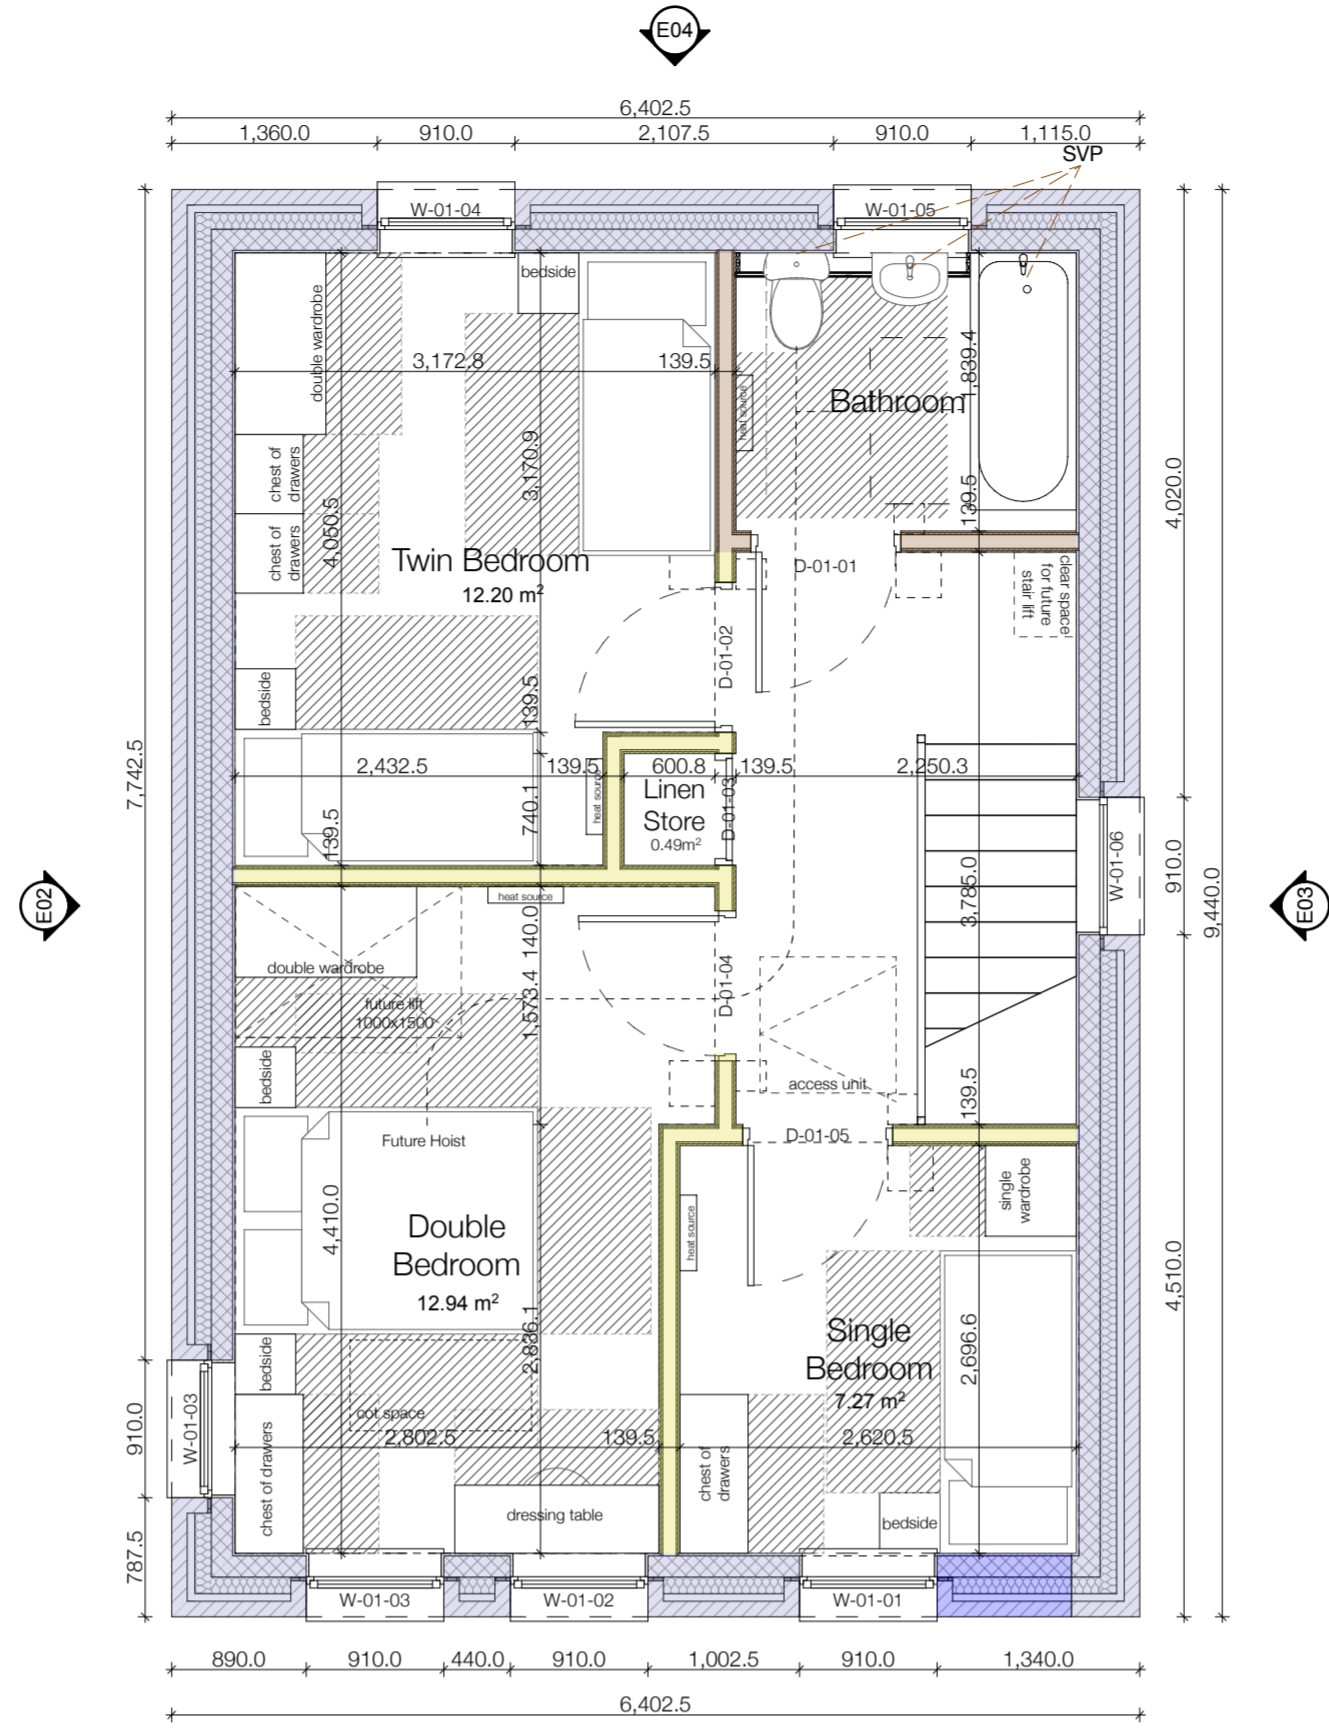 E04
6,402.5
1,360.0 910.0 2,107.5 910.0 1,115.0
SVP
W-01-04 W-01-05
bedside
double wardrobe
3,172.8 139.5
1,839.4
heat source
Bathroom
chest of
drawers
3,170.9
4,050.5
139.5
4,020.0
chest of
drawers
Twin Bedroom
12.20 m²
D-01-01
clear space
for future
stair lift
D-01-02
bedside
139.5
7,742.5
2,432.5 139.5 600.8 139.5 2,250.3
heat source
Linen
Store
0.49m²
D-01-03
740.1
139.5
W-01-06
910.0
9,440.0
3,785.0
E02
E03
heat source
140.0
double wardrobe
future lift
1000x1500
1,573.4
D-01-04
bedside
access unit
139.5
Future Hoist
D-01-05
single
wardrobe
4,410.0
heat source
Double
Bedroom
12.94 m²
4,510.0
2,836.1
Single
Bedroom
7.27 m²
2,696.6
bedside
W-01-03
910.0
cot space
2,802.5 139.5 2,620.5
chest of drawers
chest of
drawers
dressing table
bedside
787.5
W-01-03 W-01-02 W-01-01
890.0 910.0 440.0 910.0 1,002.5 910.0 1,340.0
6,402.5